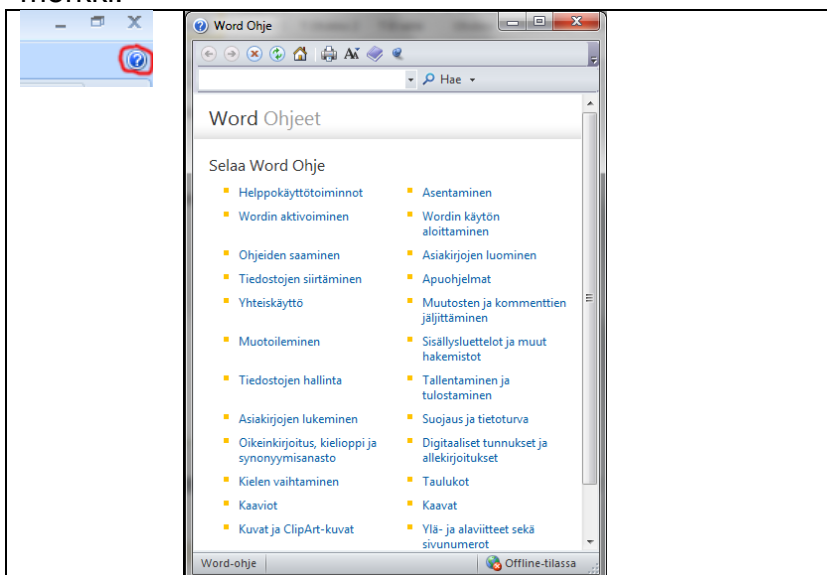 Word Ohje
Hae
Word Ohjeet
Selaa Word Ohje
Helppokäyttötoiminnot
Asentaminen
Wordin aktivoiminen
Wordin käytön
aloittaminen
Ohjeiden saaminen
Asiakirjojen luominen
Tiedostojen siirtäminen
Apuohjelmat
Yhteiskäyttö
Muutosten ja kommenttien
jäljittäminen
Muotoileminen
Sisällysluettelot ja muut
hakemistot
Tiedostojen hallinta
Tallentaminen ja
tulostaminen
Asiakirjojen lukeminen
Suojaus ja tietoturva
Oikeinkirjoitus, kielioppi ja
synonyymisanasto
Digitaaliset tunnukset ja
allekirjoitukset
Kielen vaihtaminen
Taulukot
Kaaviot
Kaavat
Kuvat ja ClipArt-kuvat
Ylä- ja alaviitteet sekä
sivunumerot
Word-ohje
Offline-tilassa